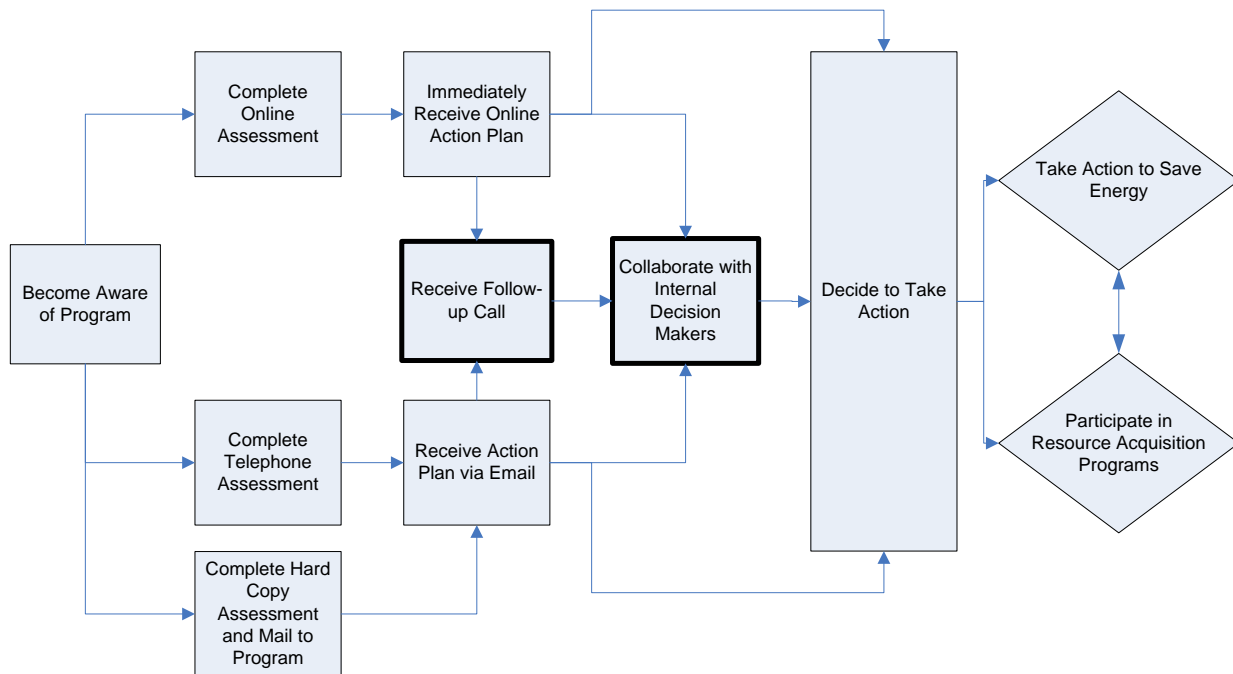 Become Aware
of Program
Complete
Online
Assessment
Immediately
Receive Online
Action Plan
Receive Follow-
up Call
Collaborate with
Internal
Decision
Makers
Complete
Telephone
Assessment
Receive Action
Plan via Email
Complete Hard
Copy
Assessment
and Mail to
Program
Decide to Take
Action
Take Action to Save
Energy
Participate in
Resource Acquisition
Programs